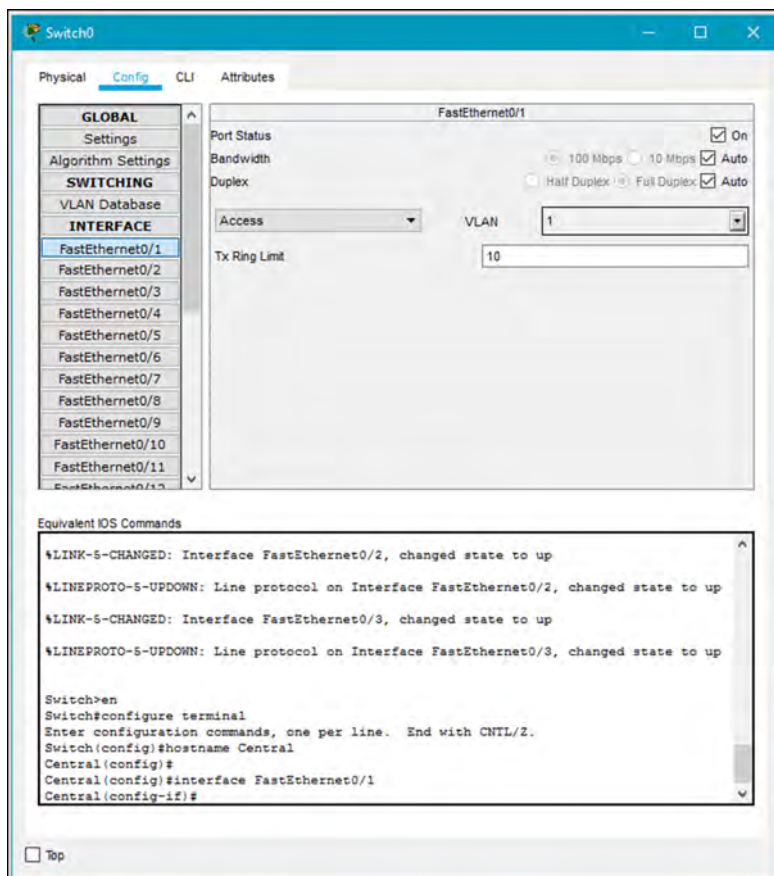 Switch0
Physical Config CLI Attributes
GLOBAL
Settings
Algorithm Settings
SWITCHING
VLAN Database
INTERFACE
FastEthernet0/1
FastEthernet0/2
FastEthernet0/3
FastEthernet0/4
FastEthernet0/5
FastEthernet0/6
FastEthernet0/7
FastEthernet0/8
FastEthernet0/9
FastEthernet0/10
FastEthernet0/11
FastEthernet0/12
FastEthernet0/1
Port Status On
Bandwidth 100 Mbps 10 Mbps Auto
Duplex Half Duplex Full Duplex Auto
Access VLAN 1
Tx Ring Limit 10
Equivalent IOS Commands
%LINK-5-CHANGED: Interface FastEthernet0/2, changed state to up
%LINEPROTO-5-UPDOWN: Line protocol on Interface FastEthernet0/2, changed state to up
%LINK-5-CHANGED: Interface FastEthernet0/3, changed state to up
%LINEPROTO-5-UPDOWN: Line protocol on Interface FastEthernet0/3, changed state to up
Switch>en
Switch#configure terminal
Enter configuration commands, one per line. End with CNTL/Z.
Switch(config)#hostname Central
Central(config)#
Central(config)#interface FastEthernet0/1
Central(config-if)#
Top